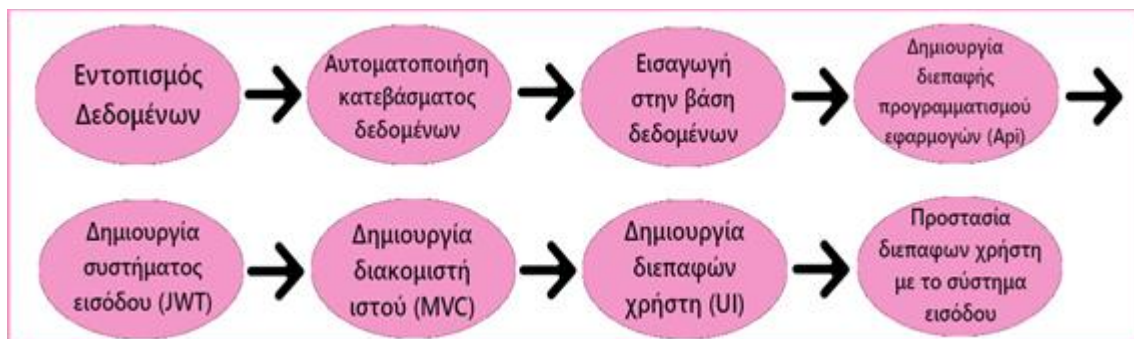 Εντοπισμός
Δεδομένων
Αυτοματοποιήση
κατεβάσματος
δεδομένων
Εισαγωγή
στην βάση
δεδομένων
Δημιουργία
διεπαφής
προγραμματισμού
εφαρμογών (Api)
Δημιουργία
συστήματος
εισόδου (JWT)
Δημιουργία
διακομιστή
ιστού (MVC)
Δημιουργία
διεπαφών
χρήστη (UI)
Προστασία
διεπαφων χρήστη
με το σύστημα
εισόδου